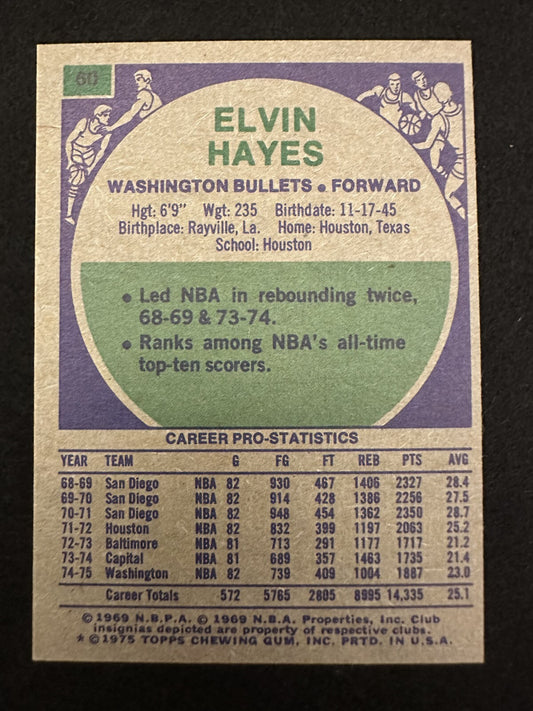 60
ELVIN
HAYES
WASHINGTON BULLETS • FORWARD
Hgt: 6'9" Wgt: 235 Birthdate: 11-17-45
Birthplace: Rayville, La. Home: Houston, Texas
School: Houston
• Led NBA in rebounding twice,
68-69 & 73-74.
• Ranks among NBA's all-time
top-ten scorers.
CAREER PRO-STATISTICS
YEAR TEAM G FG FT REB PTS AVG
68-69 San Diego NBA 82 930 467 1406 2327 28.4
69-70 San Diego NBA 82 914 428 1386 2256 27.5
70-71 San Diego NBA 82 948 454 1362 2350 28.7
71-72 Houston NBA 82 832 399 1197 2063 25.2
72-73 Baltimore NBA 81 713 291 1177 1717 21.2
73-74 Capital NBA 81 689 357 1463 1735 21.4
74-75 Washington NBA 82 739 409 1004 1887 23.0
Career Totals 572 5765 2805 8995 14,335 25.1
© 1969 N.B.P.A. © 1969 N.B.A. Properties, Inc. Club
insignias depicted are property of respective clubs.
* © 1975 TOPPS CHEWING GUM, INC. PRTD. IN U.S.A.